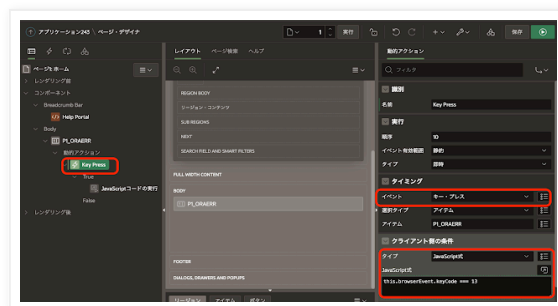 アプリケーション243 \ ページ・デザイナ
1
実行
保存
ページ1: ホーム
レンダリング前
コンポーネント
Breadcrumb Bar
Help Portal
Body
P1_ORAERR
動的アクション
Key Press
True
JavaScriptコードの実行
False
レンダリング後
レイアウト
ページ検索
ヘルプ
REGION BODY
リージョン・コンテンツ
SUB REGIONS
NEXT
SEARCH FIELD AND SMART FILTERS
FULL WIDTH CONTENT
BODY
P1_ORAERR
FOOTER
DIALOGS, DRAWERS AND POPUPS
リージョン
アイテム
ボタン
動的アクション
フィルタ
識別
名前
Key Press
実行
順序
10
イベント有効範囲
静的
タイプ
即時
タイミング
イベント
キー・プレス
選択タイプ
アイテム
アイテム
P1_ORAERR
クライアント側の条件
タイプ
JavaScript式
JavaScript式
this.browserEvent.keyCode === 13